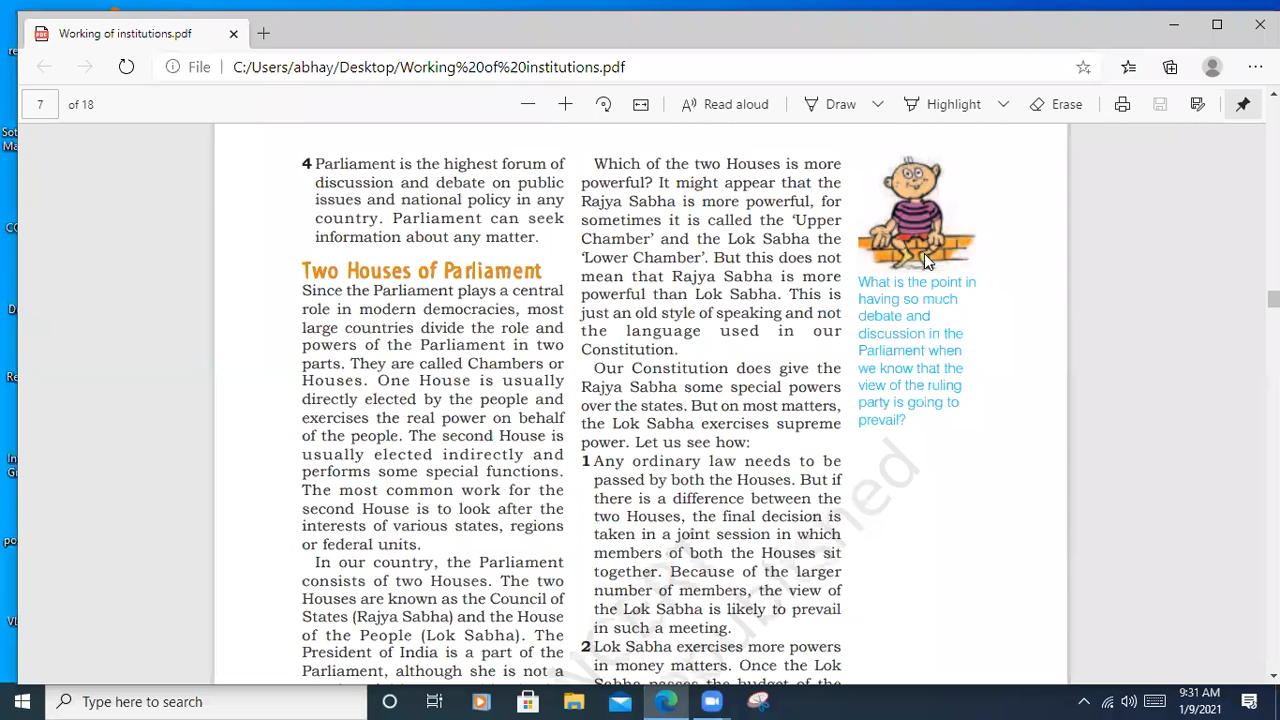 Working of institutions.pdf
File
C:/Users/abhay/Desktop/Working%20of%20institutions.pdf
7 of 18
Read aloud
Draw
Highlight
Erase
4 Parliament is the highest forum of
discussion and debate on public
issues and national policy in any
country. Parliament can seek
information about any matter.
Two Houses of Parliament
Since the Parliament plays a central
role in modern democracies, most
large countries divide the role and
powers of the Parliament in two
parts. They are called Chambers or
Houses. One House is usually
directly elected by the people and
exercises the real power on behalf
of the people. The second House is
usually elected indirectly and
performs some special functions.
The most common work for the
second House is to look after the
interests of various states, regions
or federal units.
In our country, the Parliament
consists of two Houses. The two
Houses are known as the Council of
States (Rajya Sabha) and the House
of the People (Lok Sabha). The
President of India is a part of the
Parliament, although she is not a
Which of the two Houses is more
powerful? It might appear that the
Rajya Sabha is more powerful, for
sometimes it is called the ‘Upper
Chamber’ and the Lok Sabha the
‘Lower Chamber’. But this does not
mean that Rajya Sabha is more
powerful than Lok Sabha. This is
just an old style of speaking and not
the language used in our
Constitution.
Our Constitution does give the
Rajya Sabha some special powers
over the states. But on most matters,
the Lok Sabha exercises supreme
power. Let us see how:
1 Any ordinary law needs to be
passed by both the Houses. But if
there is a difference between the
two Houses, the final decision is
taken in a joint session in which
members of both the Houses sit
together. Because of the larger
number of members, the view of
the Lok Sabha is likely to prevail
in such a meeting.
2 Lok Sabha exercises more powers
in money matters. Once the Lok
Sabha passes the budget of the
What is the point in
having so much
debate and
discussion in the
Parliament when
we know that the
view of the ruling
party is going to
prevail?
Type here to search
9:31 AM
1/9/2021